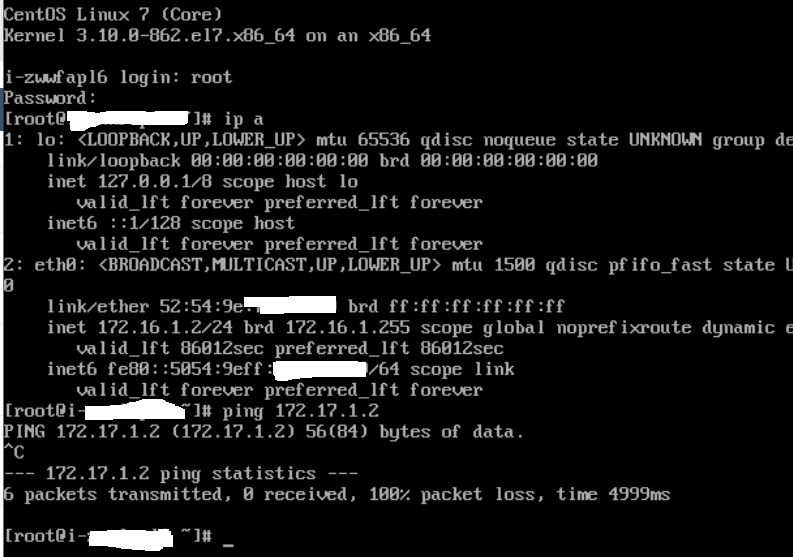 CentOS Linux 7 (Core)
Kernel 3.10.0-862.el7.x86_64 on an x86_64
i-zwwfapl6 login: root
Password:
[root@ ~]# ip a
1: lo: <LOOPBACK,UP,LOWER_UP> mtu 65536 qdisc noqueue state UNKNOWN group de
link/loopback 00:00:00:00:00:00 brd 00:00:00:00:00:00
inet 127.0.0.1/8 scope host lo
valid_lft forever preferred_lft forever
inet6 ::1/128 scope host
valid_lft forever preferred_lft forever
2: eth0: <BROADCAST,MULTICAST,UP,LOWER_UP> mtu 1500 qdisc pfifo_fast state U
0
link/ether 52:54:9e: brd ff:ff:ff:ff:ff:ff
inet 172.16.1.2/24 brd 172.16.1.255 scope global noprefixroute dynamic e
valid_lft 86012sec preferred_lft 86012sec
inet6 fe80::5054:9eff: /64 scope link
valid_lft forever preferred_lft forever
[root@i- ~]# ping 172.17.1.2
PING 172.17.1.2 (172.17.1.2) 56(84) bytes of data.
^C
--- 172.17.1.2 ping statistics ---
6 packets transmitted, 0 received, 100% packet loss, time 4999ms
[root@i- ~]# _